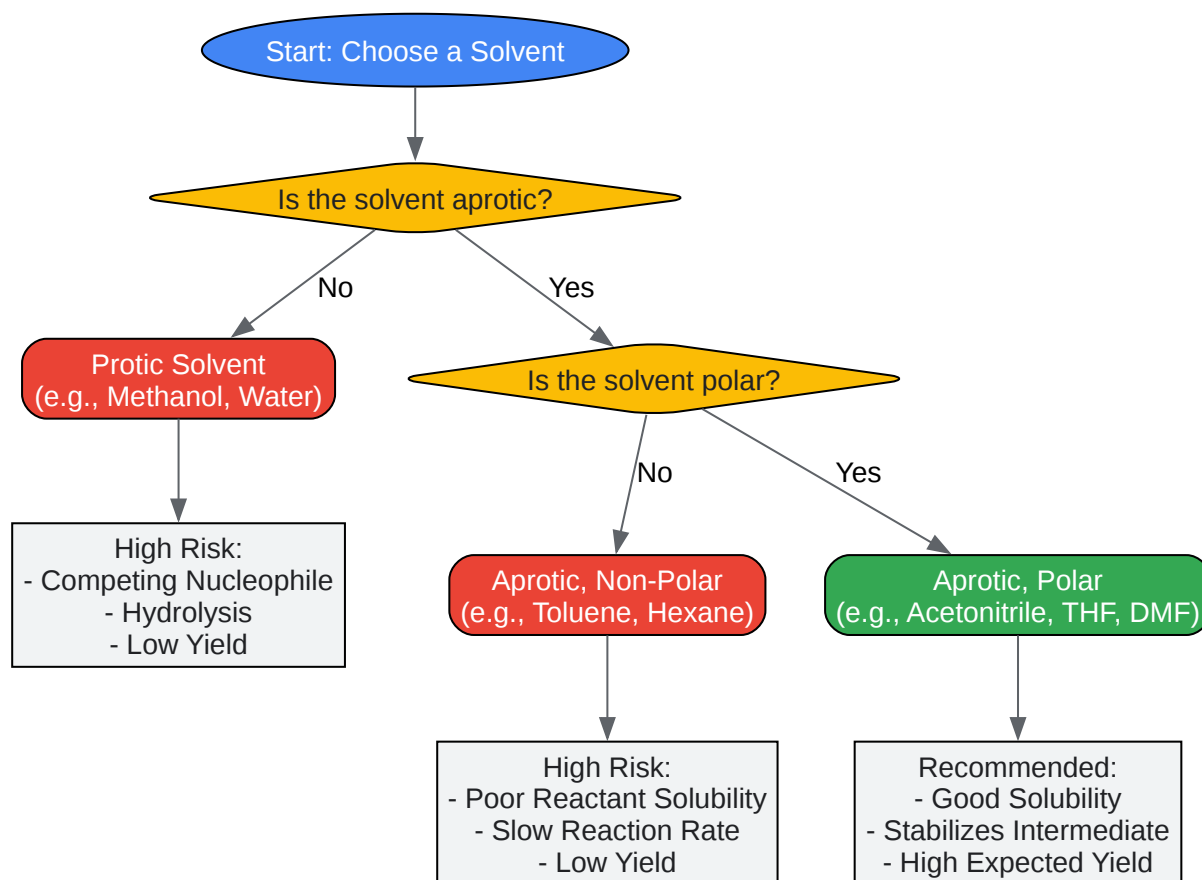 Start: Choose a Solvent
Is the solvent aprotic?
No
Yes
Protic Solvent
(e.g., Methanol, Water)
Is the solvent polar?
No
Yes
High Risk:
- Competing Nucleophile
- Hydrolysis
- Low Yield
Aprotic, Non-Polar
(e.g., Toluene, Hexane)
Aprotic, Polar
(e.g., Acetonitrile, THF, DMF)
High Risk:
- Poor Reactant Solubility
- Slow Reaction Rate
- Low Yield
Recommended:
- Good Solubility
- Stabilizes Intermediate
- High Expected Yield